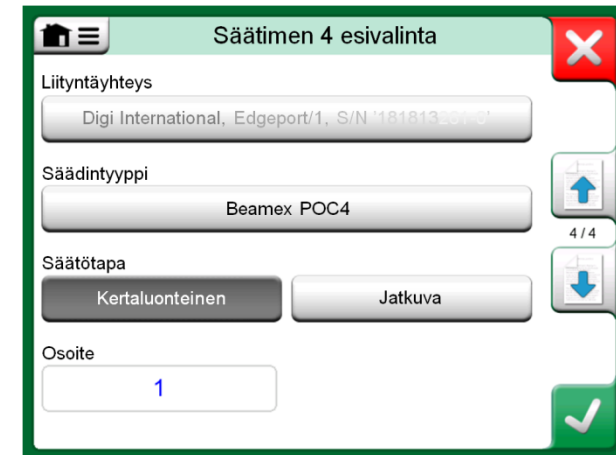 Säätimen 4 esivalinta
Liityntäyhteys
Digi International, Edgeport/1, S/N
Säädintyyppi
Beamex POC4
4 / 4
Säätötapa
Kertaluonteinen Jatkuva
Osoite
1